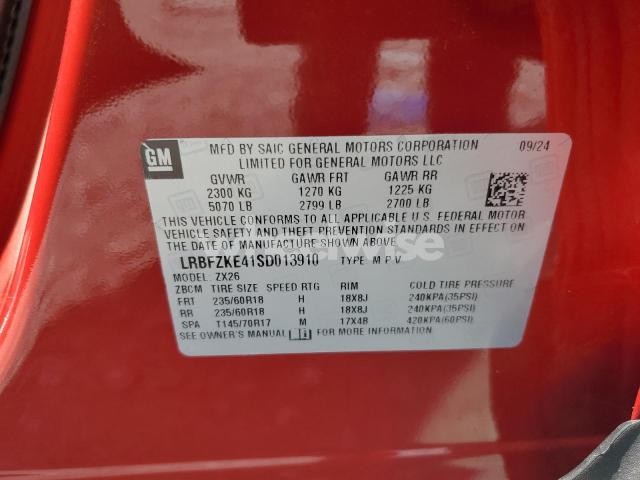 GM
MFD BY SAIC GENERAL MOTORS CORPORATION 09/24
LIMITED FOR GENERAL MOTORS LLC
GVWR GAWR FRT GAWR RR
2300 KG 1270 KG 1225 KG
5070 LB 2799 LB 2700 LB
THIS VEHICLE CONFORMS TO ALL APPLICABLE U.S. FEDERAL MOTOR
VEHICLE SAFETY AND THEFT PREVENTION STANDARDS IN EFFECT ON THE DATE
OF MANUFACTURE SHOWN ABOVE.
LRBFZKE41SD013910 TYPE M P V
MODEL: ZX26
ZBCM TIRE SIZE SPEED RTG RIM COLD TIRE PRESSURE
FRT 235/60R18 H 18X8J 240KPA(35PSI)
RR 235/60R18 H 18X8J 240KPA(35PSI)
SPA T145/70R17 M 17X4B 420KPA(60PSI)
SEE OWNER'S MANUAL FOR MORE INFORMATION